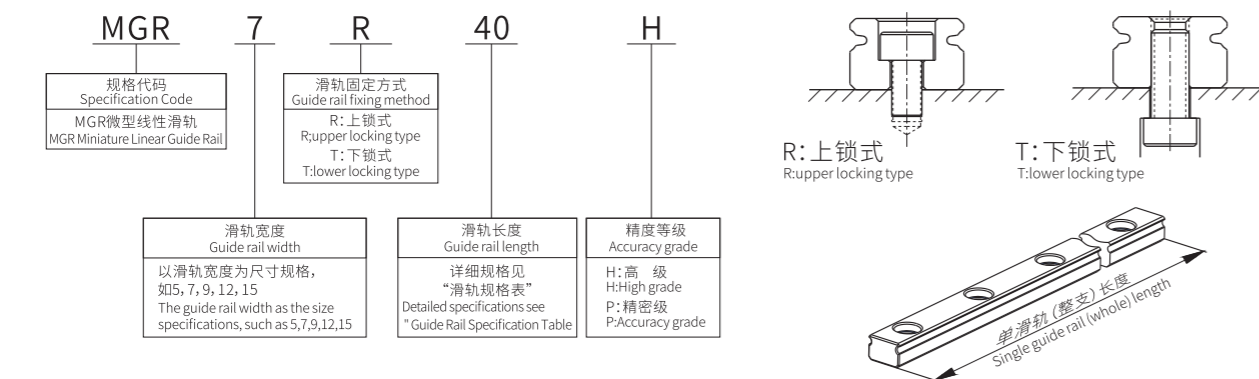 MGR 7 R 40 H
规格代码
Specification Code
MGR微型线性滑轨
MGR Miniature Linear Guide Rail
滑轨固定方式
Guide rail fixing method
R：上锁式
R;upper locking type
T：下锁式
T:lower locking type
滑轨宽度
Guide rail width
以滑轨宽度为尺寸规格，
如5，7，9，12，15
The guide rail width as the size
specifications, such as 5,7,9,12,15
滑轨长度
Guide rail length
详细规格见
“滑轨规格表”
Detailed specifications see
" Guide Rail Specification Table
精度等级
Accuracy grade
H：高 级
H:High grade
P：精密级
P:Accuracy grade
R：上锁式
R:upper locking type
T：下锁式
T:lower locking type
单滑轨（整支）长度
Single guide rail (whole) length